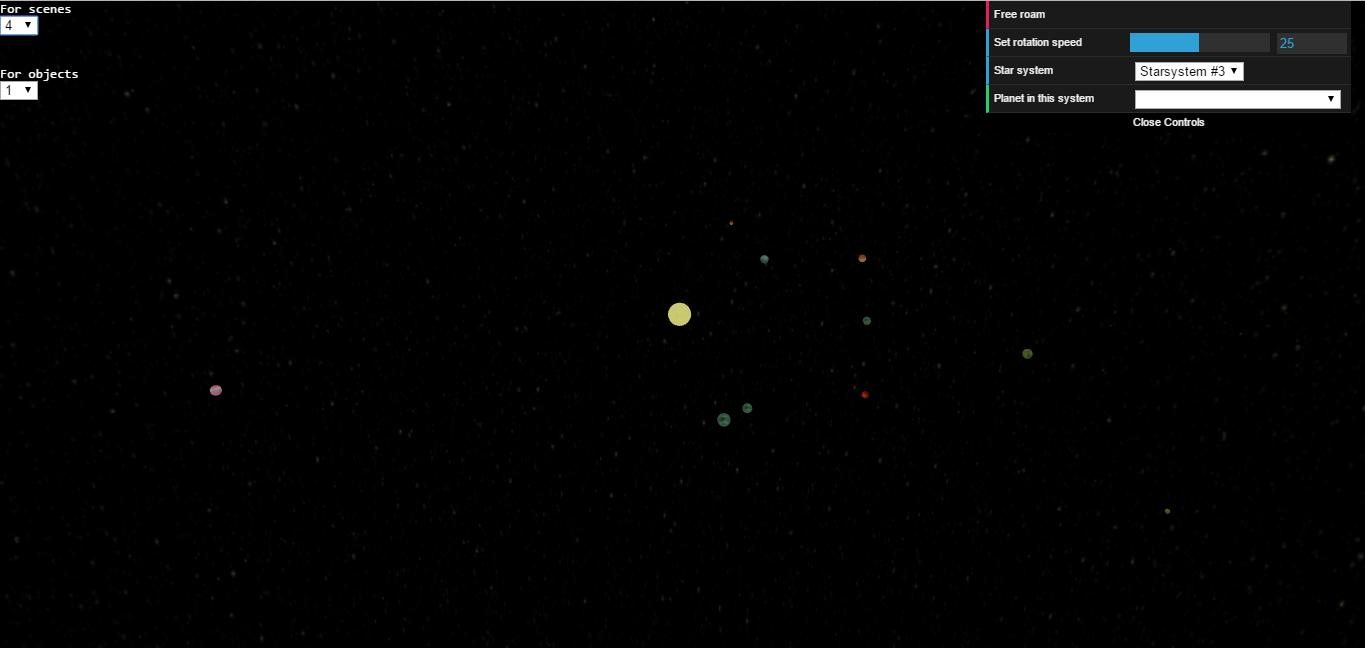 For scenes
4
For objects
1
Free roam
Set rotation speed 25
Star system Starsystem #3
Planet in this system
Close Controls